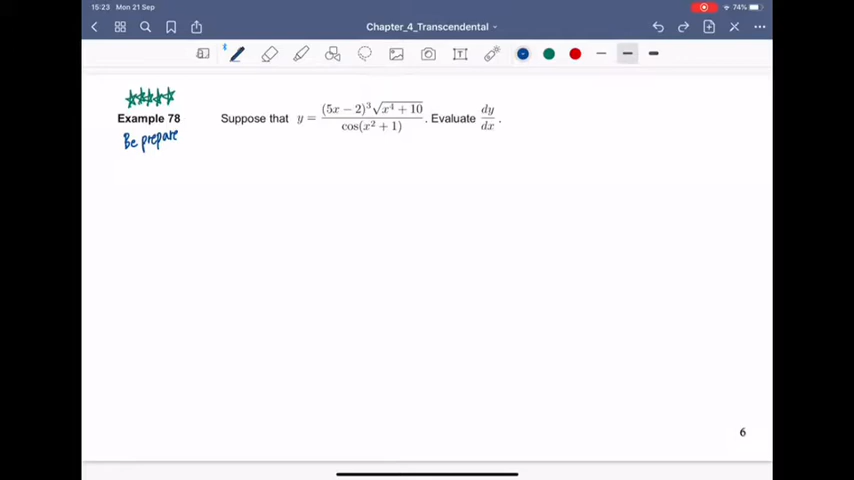 15:23 Mon 21 Sep 74%
Chapter_4_Transcendental
Example 78 Suppose that y = (5x − 2)³√(x⁴ + 10) / cos(x² + 1) . Evaluate dy/dx .
Be prepare
6